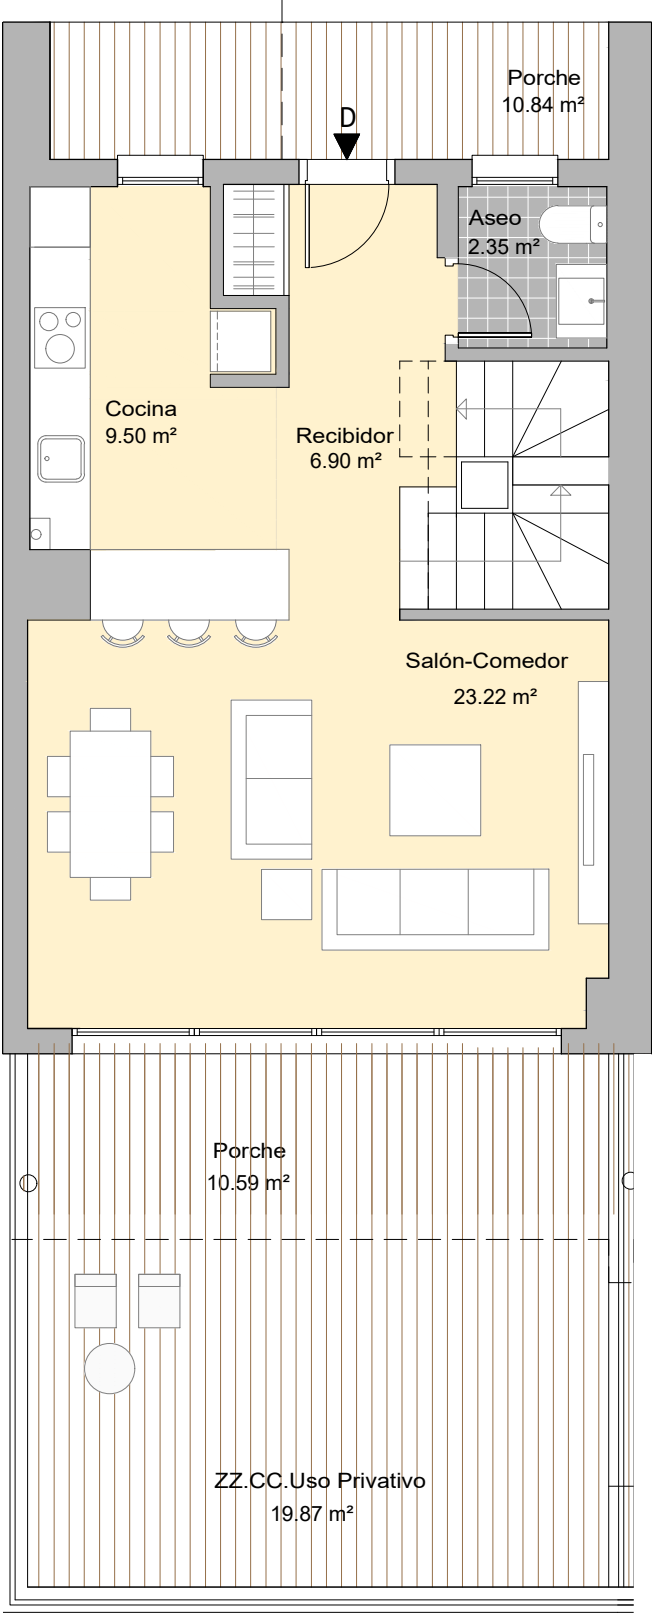 Porche
10.84 m²
D
Aseo
2.35 m²
Cocina
9.50 m²
Recibidor
6.90 m²
Salón-Comedor
23.22 m²
Porche
10.59 m²
ZZ.CC.Uso Privativo
19.87 m²